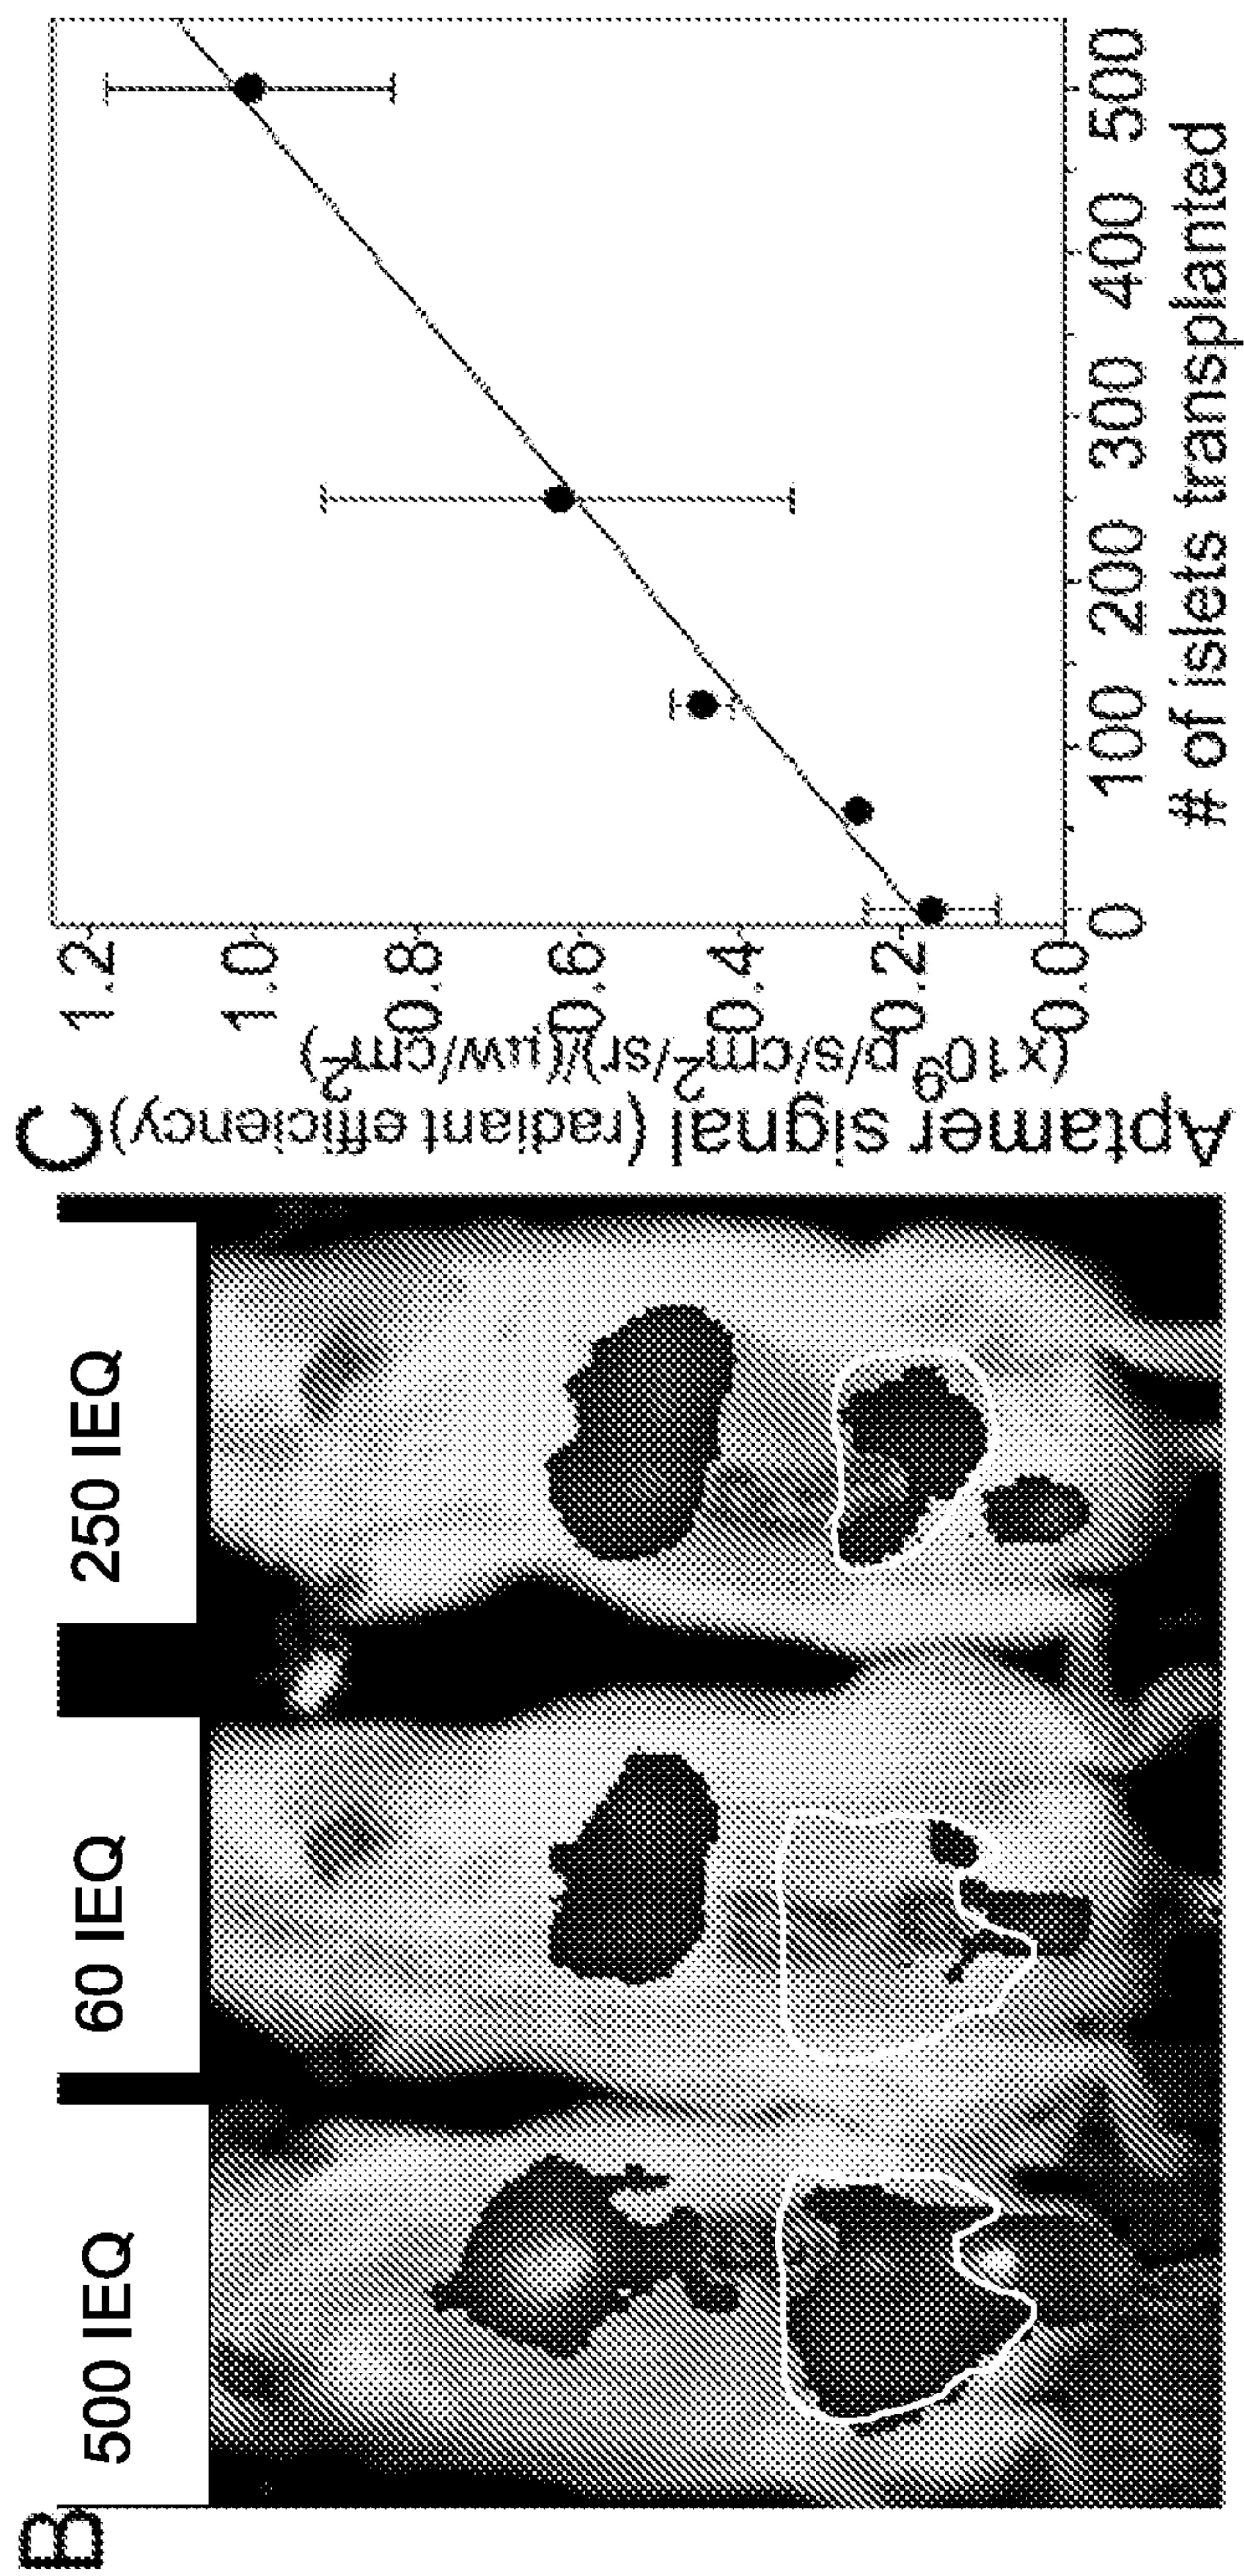 B
500 IEQ
60 IEQ
250 IEQ
C
Aptamer signal (radiant efficiency)
(x10⁹ p/s/cm²/sr)/(µW/cm²)
1.2
1.0
0.8
0.6
0.4
0.2
0.0
0 100 200 300 400 500
# of islets transplanted